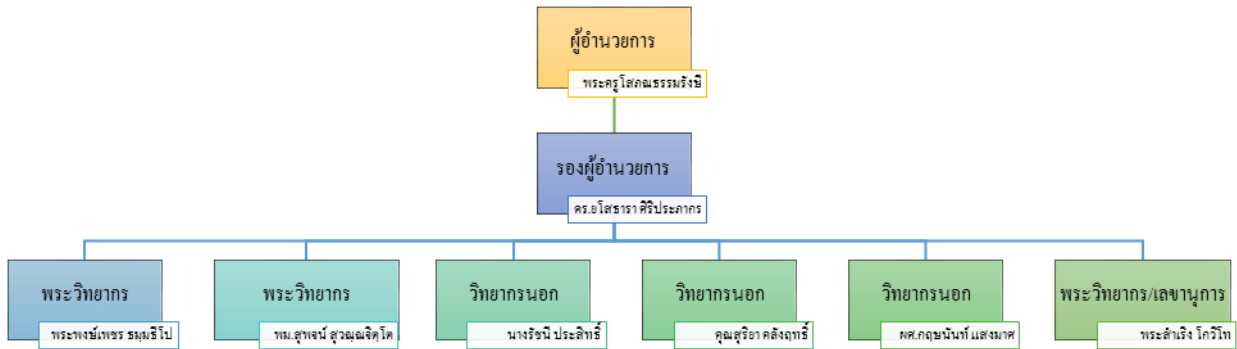 ผู้อำนวยการ
พระครูโสภณธรรมรังษี
รองผู้อำนวยการ
ดร.ยโสธารา ศิริประภากร
พระวิทยากร
พระพงษ์เพชร ธมฺมธีโป
พระวิทยากร
พม.สุพจน์ สุวณฺณจิตฺโต
วิทยากรนอก
นางรัชนี ประสิทธิ์
วิทยากรนอก
คุณสุริยา คลังฤทธิ์
วิทยากรนอก
ผศ.กฤษนันท์ แสงมาศ
พระวิทยากร/เลขานุการ
พระสำเริง โกวิโท